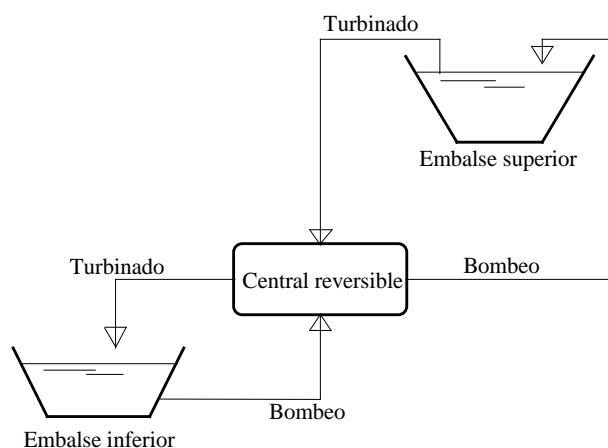 Turbinado
Embalse superior
Turbinado
Central reversible
Bombeo
Bombeo
Embalse inferior